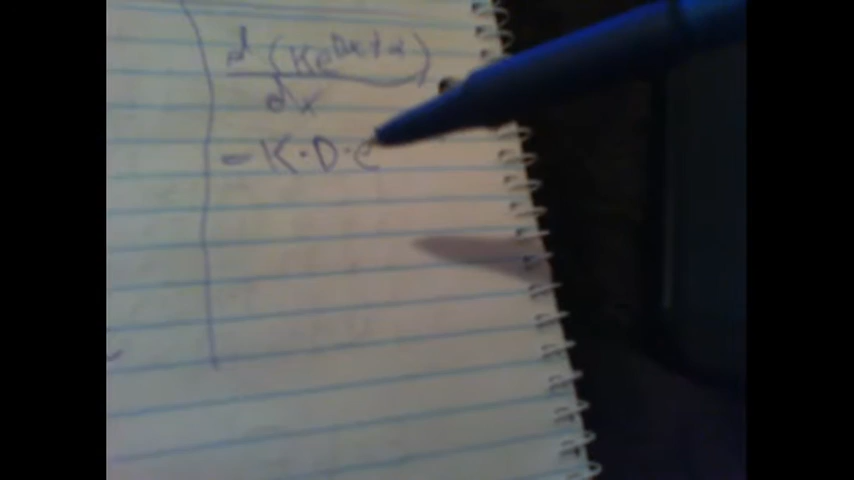 d (Ke^{Dx+α})
dx
= K·D·e